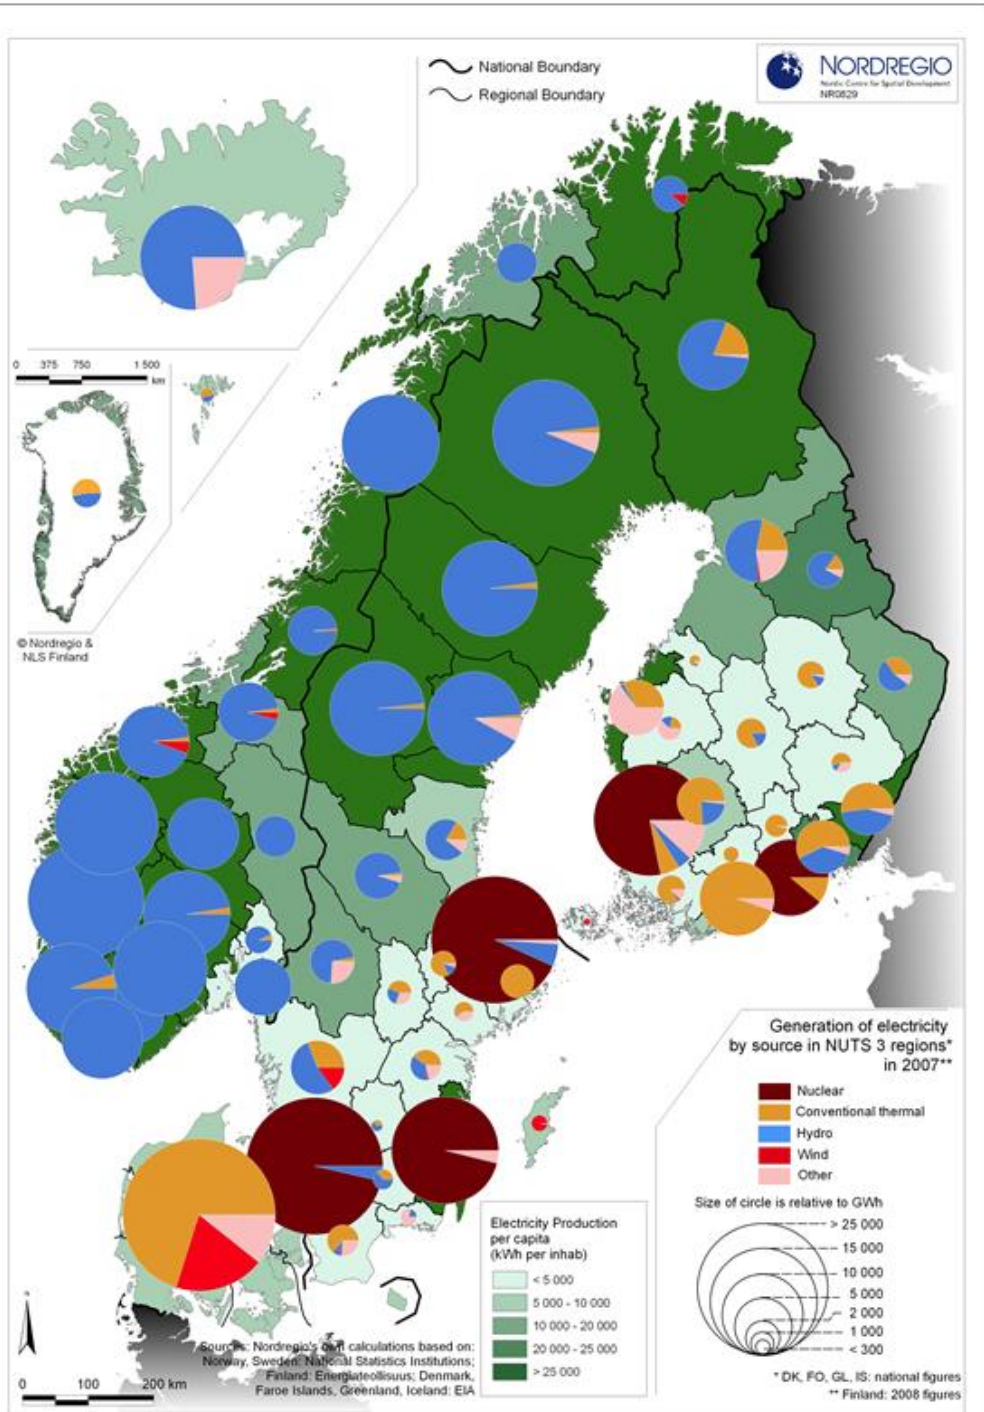 National Boundary
Regional Boundary
NORDREGIO
Nordic Centre for Spatial Development
NR0829
0 375 750 1 500
km
© Nordregio &
NLS Finland
Generation of electricity
by source in NUTS 3 regions*
in 2007**
Nuclear
Conventional thermal
Hydro
Wind
Other
Size of circle is relative to GWh
> 25 000
15 000
10 000
5 000
2 000
1 000
< 300
Electricity Production
per capita
(kWh per inhab)
< 5 000
5 000 - 10 000
10 000 - 20 000
20 000 - 25 000
> 25 000
N
0 100 200 km
Sources: Nordregio's own calculations based on:
Norway, Sweden: National Statistics Institutions;
Finland: Energiateollisuus; Denmark,
Faroe Islands, Greenland, Iceland: EIA
* DK, FO, GL, IS: national figures
** Finland: 2008 figures